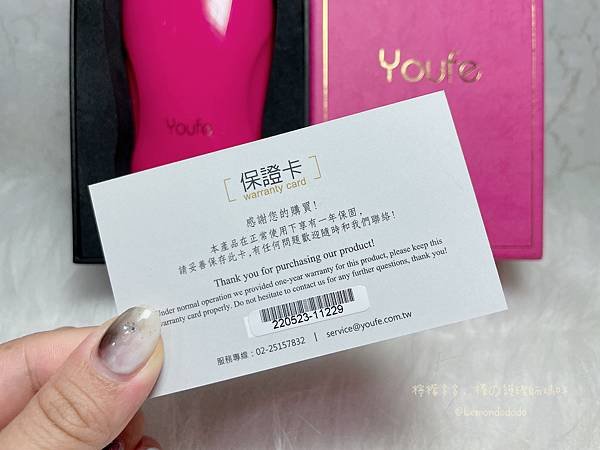 Youfe
Youfe
保證卡
warranty card
感謝您的購買!
本產品在正常使用下享有一年保固,
請妥善保存此卡,有任何問題歡迎隨時和我們聯絡!
Thank you for purchasing our product!
Under normal operation we provided one-year warranty for this product, please keep this
warranty card properly. Do not hesitate to contact us for any further questions, thank you!
220523-11229
服務專線:02-25157832 | service@youfe.com.tw
檸檬多多.
@Lemondodado